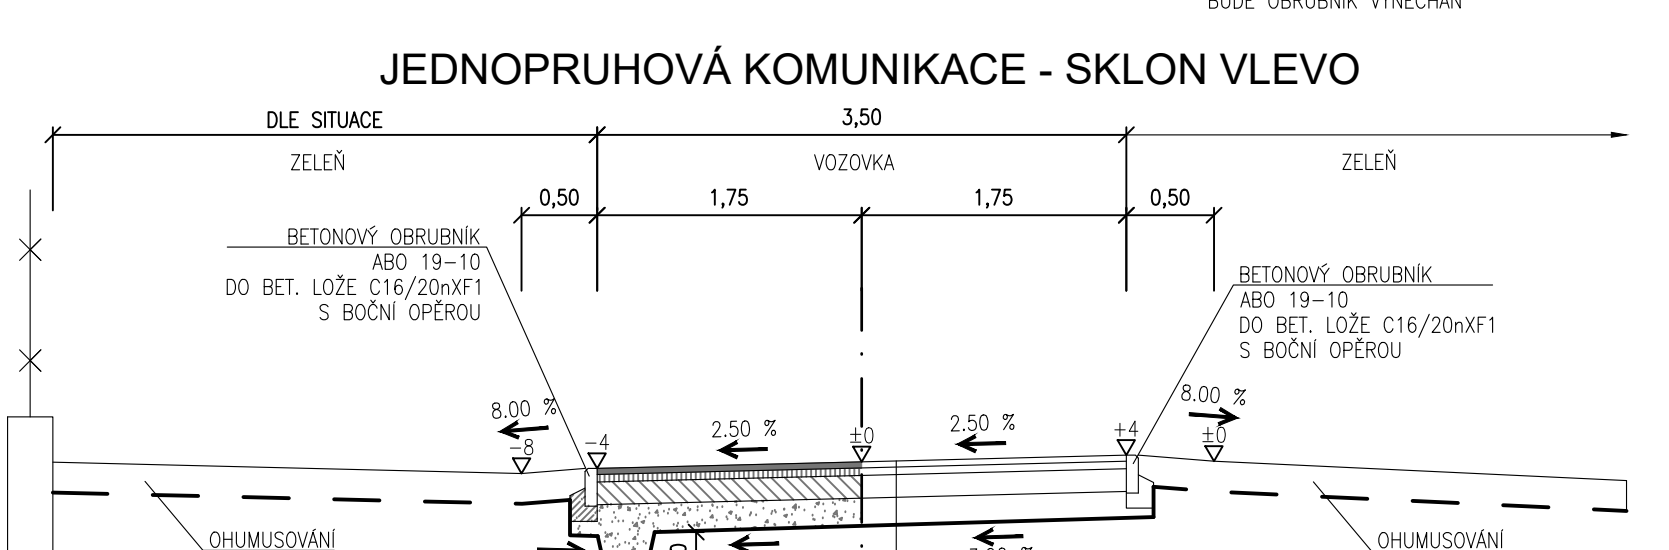 BUDE OBRUBNÍK VYNECHÁN
JEDNOPRUHOVÁ KOMUNIKACE - SKLON VLEVO
DLE SITUACE
3,50
ZELEŇ
VOZOVKA
ZELEŇ
0,50
1,75
1,75
0,50
BETONOVÝ OBRUBNÍK
ABO 19-10
DO BET. LOŽE C16/20nXF1
S BOČNÍ OPĚROU
BETONOVÝ OBRUBNÍK
ABO 19-10
DO BET. LOŽE C16/20nXF1
S BOČNÍ OPĚROU
8.00 %
-8
-4
2.50 %
±0
2.50 %
+4
8.00 %
±0
OHUMUSOVÁNÍ
OHUMUSOVÁNÍ